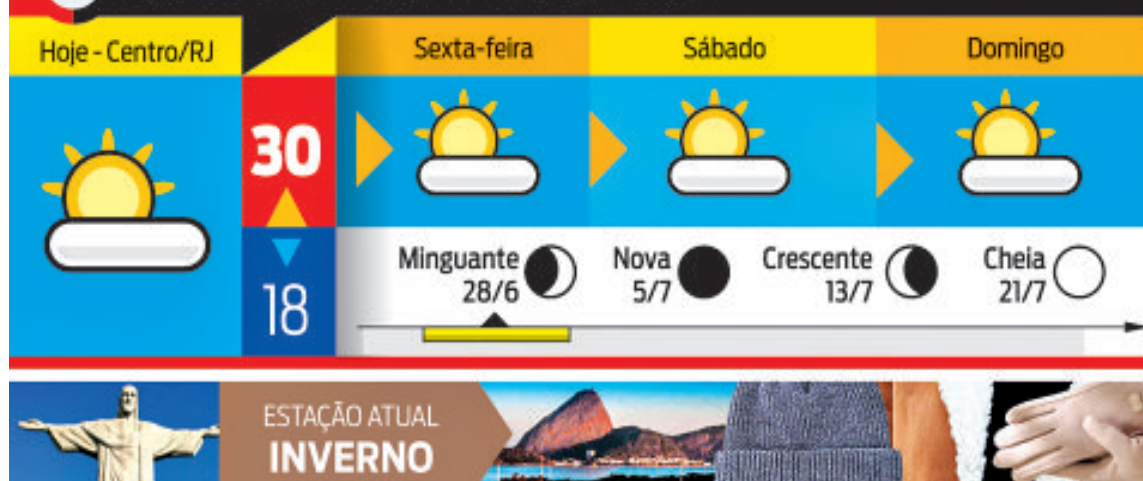 Hoje - Centro/RJ
Sexta-feira
Sábado
Domingo
30
18
Minguante
28/6
Nova
5/7
Crescente
13/7
Cheia
21/7
ESTAÇÃO ATUAL
INVERNO